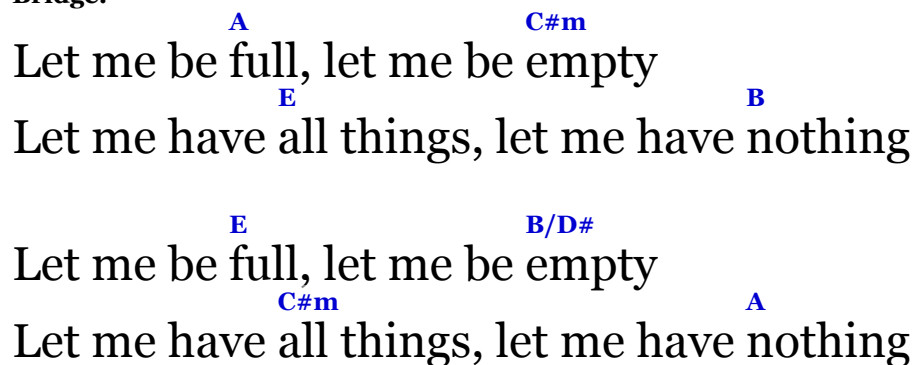 Bridge:
A C#m
Let me be full, let me be empty
E B
Let me have all things, let me have nothing
E B/D#
Let me be full, let me be empty
C#m A
Let me have all things, let me have nothing